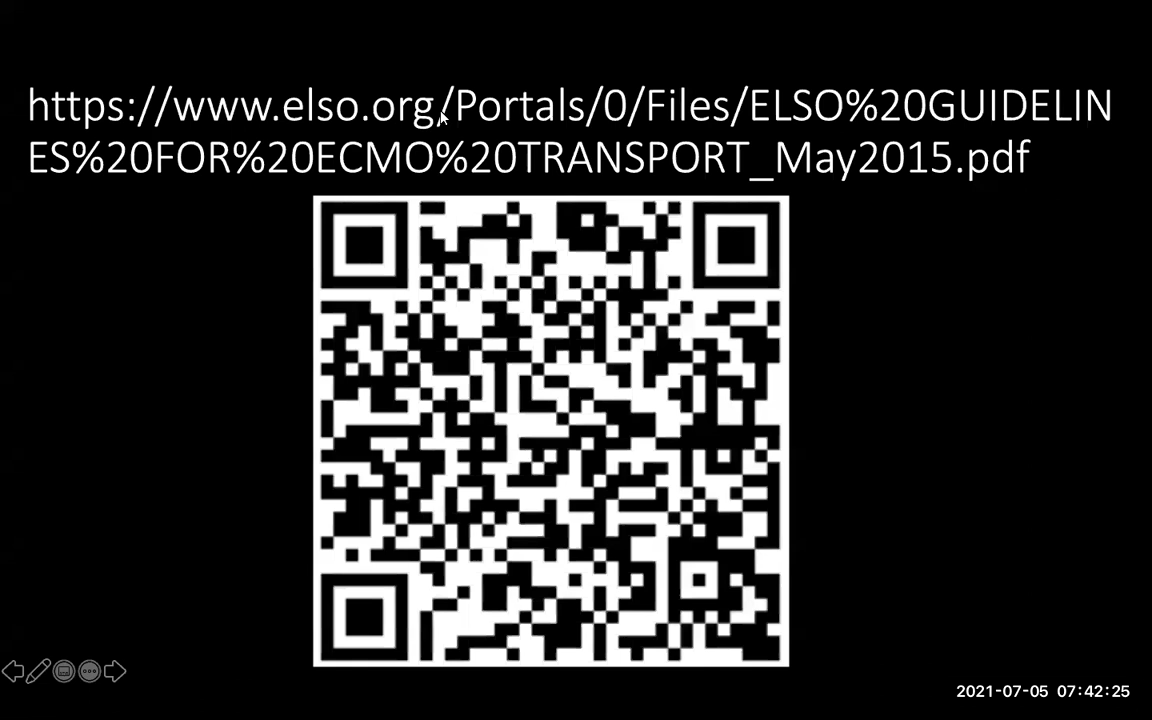 https://www.elso.org/Portals/0/Files/ELSO%20GUIDELIN
ES%20FOR%20ECMO%20TRANSPORT_May2015.pdf
2021-07-05 07:42:25